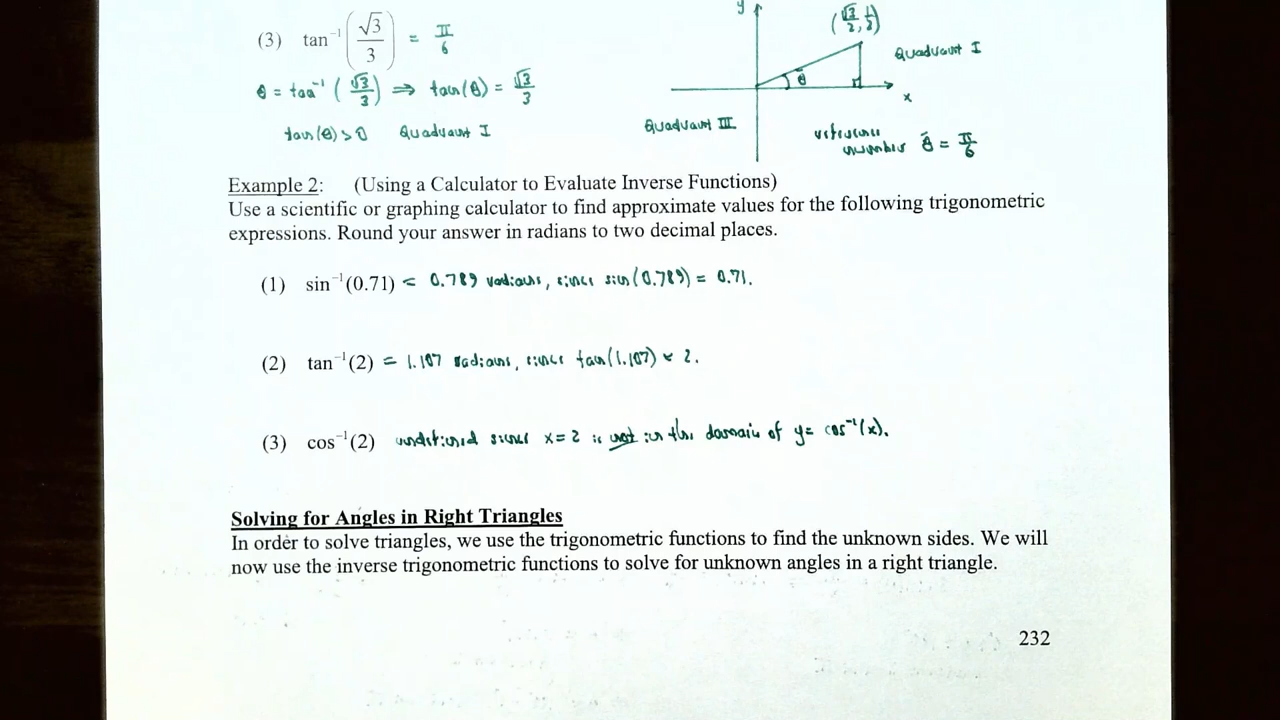 (3) tan⁻¹(√3/3) = π/6
y
(√3/2, 1/2)
Quadrant I
θ = tan⁻¹(√3/3) ⟹ tan(θ) = √3/3
θ̄
x
tan(θ) > 0 Quadrant I
Quadrant III
reference
number θ̄ = π/6
Example 2: (Using a Calculator to Evaluate Inverse Functions)
Use a scientific or graphing calculator to find approximate values for the following trigonometric
expressions. Round your answer in radians to two decimal places.
(1) sin⁻¹(0.71) = 0.789 radians, since sin(0.789) = 0.71.
(2) tan⁻¹(2) = 1.107 radians, since tan(1.107) ≈ 2.
(3) cos⁻¹(2) undefined since x=2 is not in the domain of y= cos⁻¹(x).
Solving for Angles in Right Triangles
In order to solve triangles, we use the trigonometric functions to find the unknown sides. We will
now use the inverse trigonometric functions to solve for unknown angles in a right triangle.
232